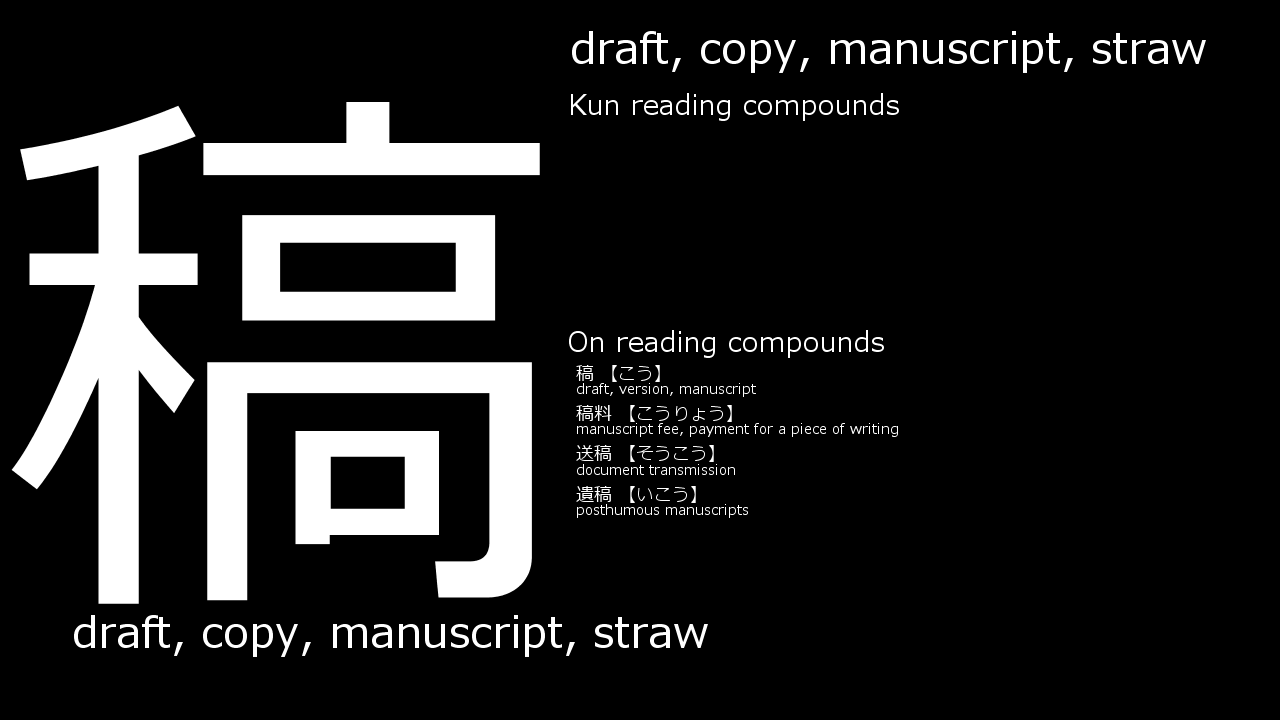 稿
draft, copy, manuscript, straw
draft, copy, manuscript, straw
Kun reading compounds
On reading compounds
稿 【こう】
draft, version, manuscript
稿料 【こうりょう】
manuscript fee, payment for a piece of writing
送稿 【そうこう】
document transmission
遺稿 【いこう】
posthumous manuscripts